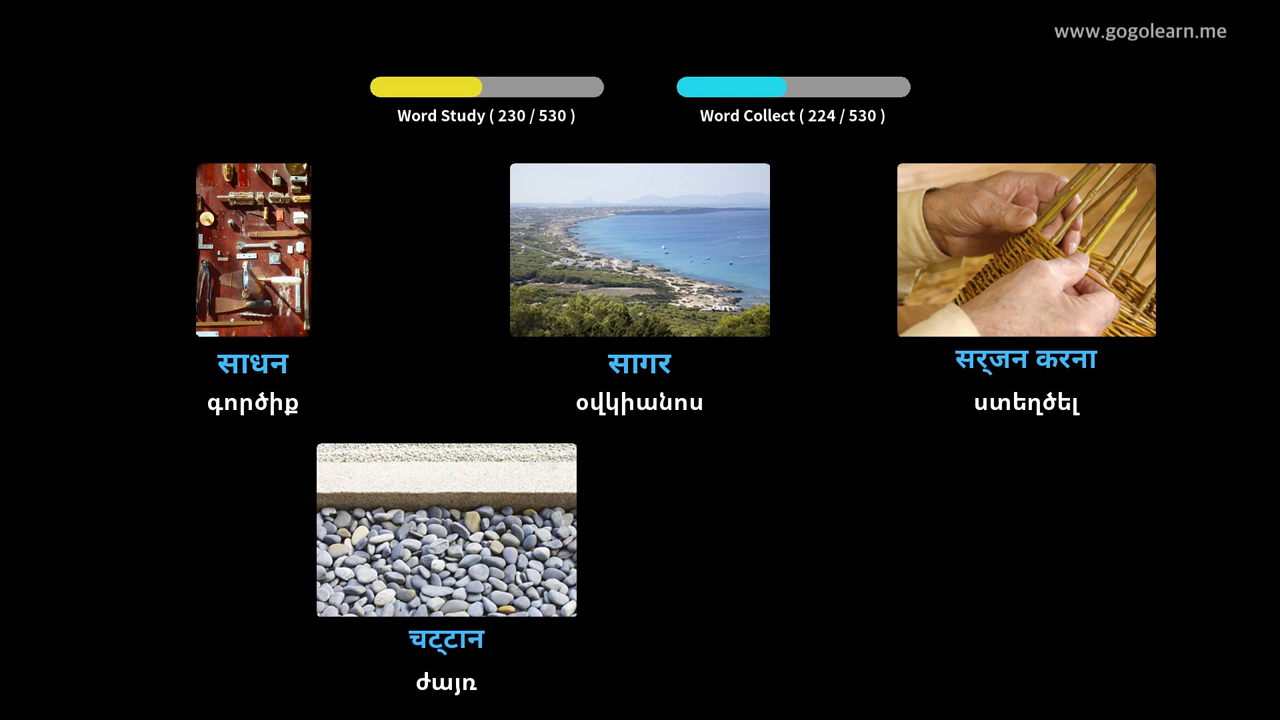 www.gogolearn.me
Word Study ( 230 / 530 )
Word Collect ( 224 / 530 )
साधन
गործիք
सागर
օվկիանոս
सर्जन करना
ստեղծել
चट्टान
ժայռ